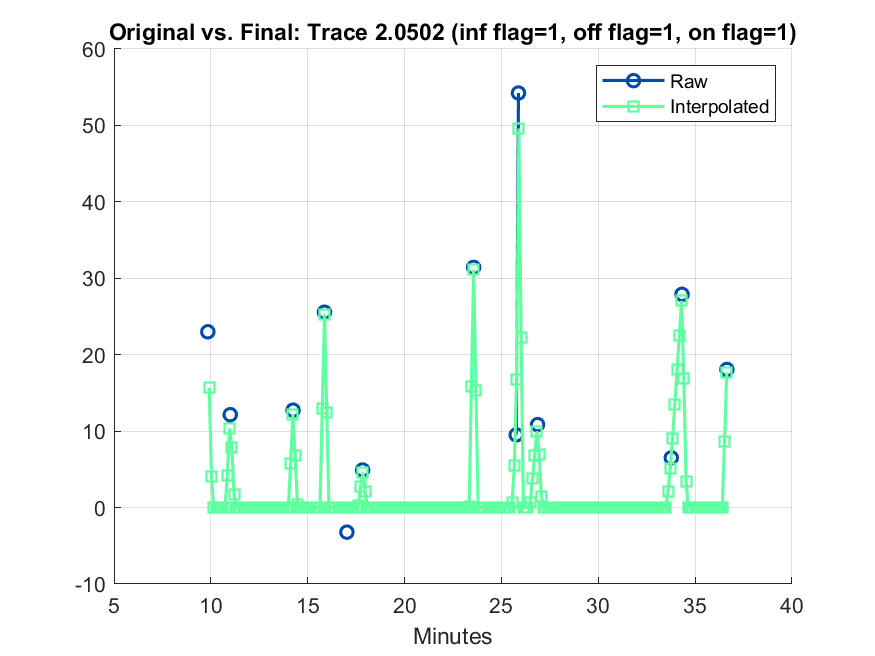 Original vs. Final: Trace 2.0502 (inf flag=1, off flag=1, on flag=1)
60
50
40
30
20
10
0
-10
Raw
Interpolated
5 10 15 20 25 30 35 40
Minutes